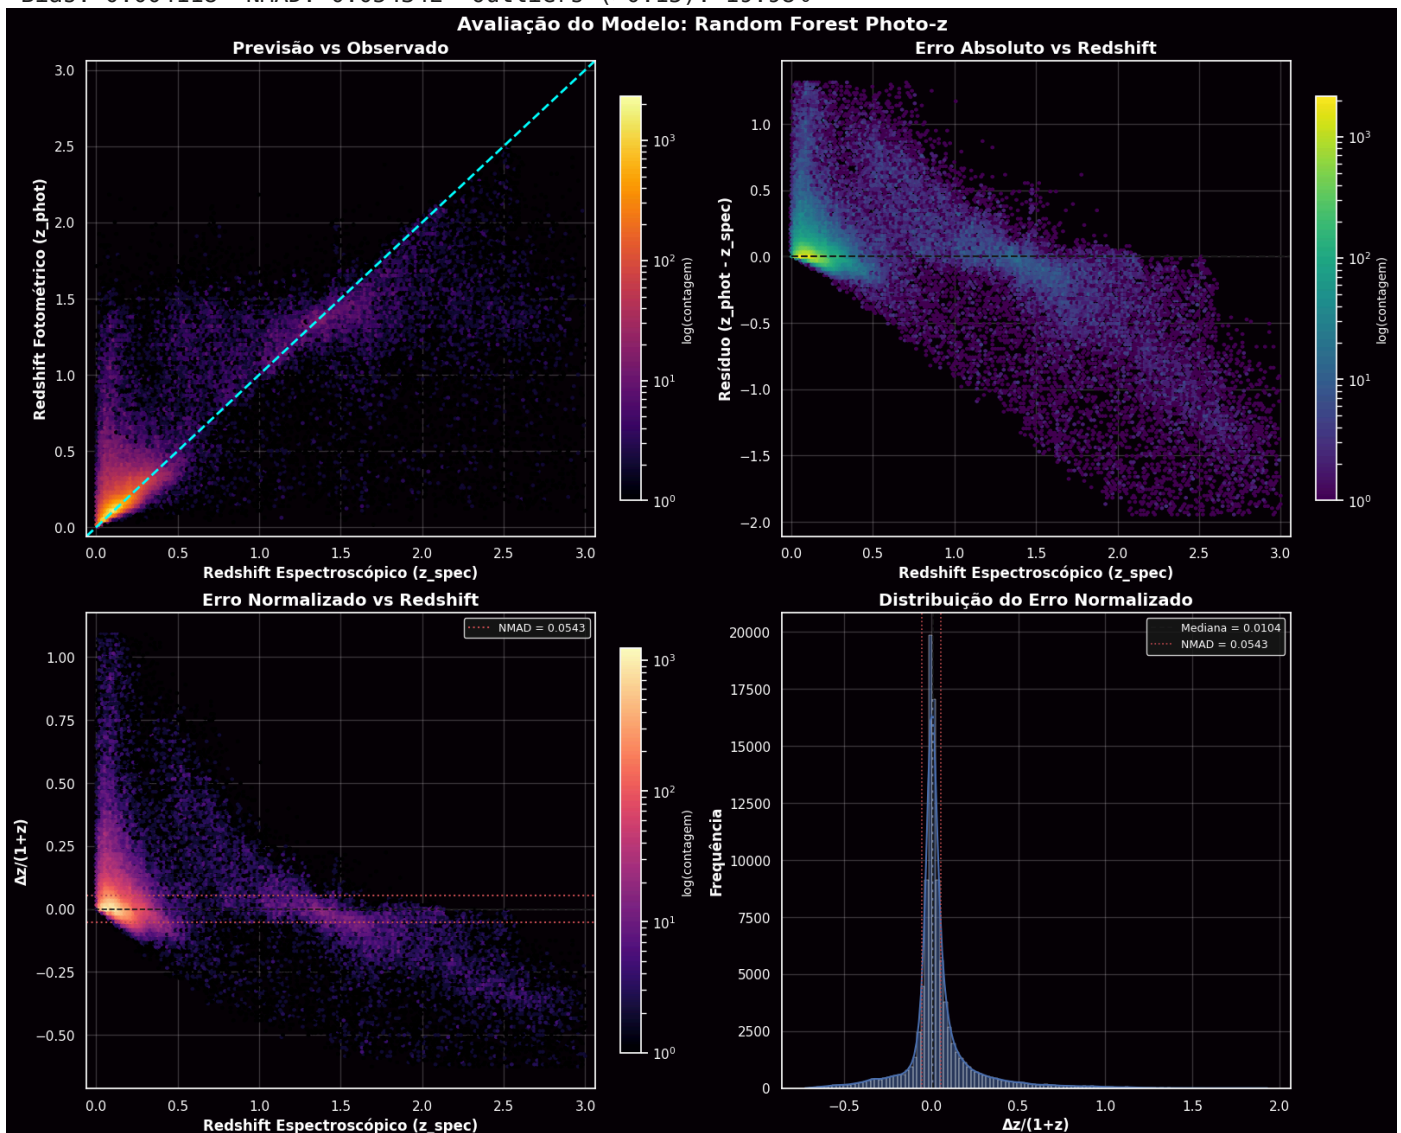 Avaliação do Modelo: Random Forest Photo-z
Previsão vs Observado
Redshift Fotométrico (z_phot)
3.0
2.5
2.0
1.5
1.0
0.5
0.0
0.0 0.5 1.0 1.5 2.0 2.5 3.0
Redshift Espectroscópico (z_spec)
10³
10²
10¹
10⁰
log(contagem)
Erro Absoluto vs Redshift
Resíduo (z_phot - z_spec)
1.0
0.5
0.0
−0.5
−1.0
−1.5
−2.0
0.0 0.5 1.0 1.5 2.0 2.5 3.0
Redshift Espectroscópico (z_spec)
10³
10²
10¹
10⁰
log(contagem)
Erro Normalizado vs Redshift
NMAD = 0.0543
Δz/(1+z)
1.00
0.75
0.50
0.25
0.00
−0.25
−0.50
0.0 0.5 1.0 1.5 2.0 2.5 3.0
Redshift Espectroscópico (z_spec)
10³
10²
10¹
10⁰
log(contagem)
Distribuição do Erro Normalizado
Mediana = 0.0104
NMAD = 0.0543
Frequência
20000
17500
15000
12500
10000
7500
5000
2500
0
−0.5 0.0 0.5 1.0 1.5 2.0
Δz/(1+z)